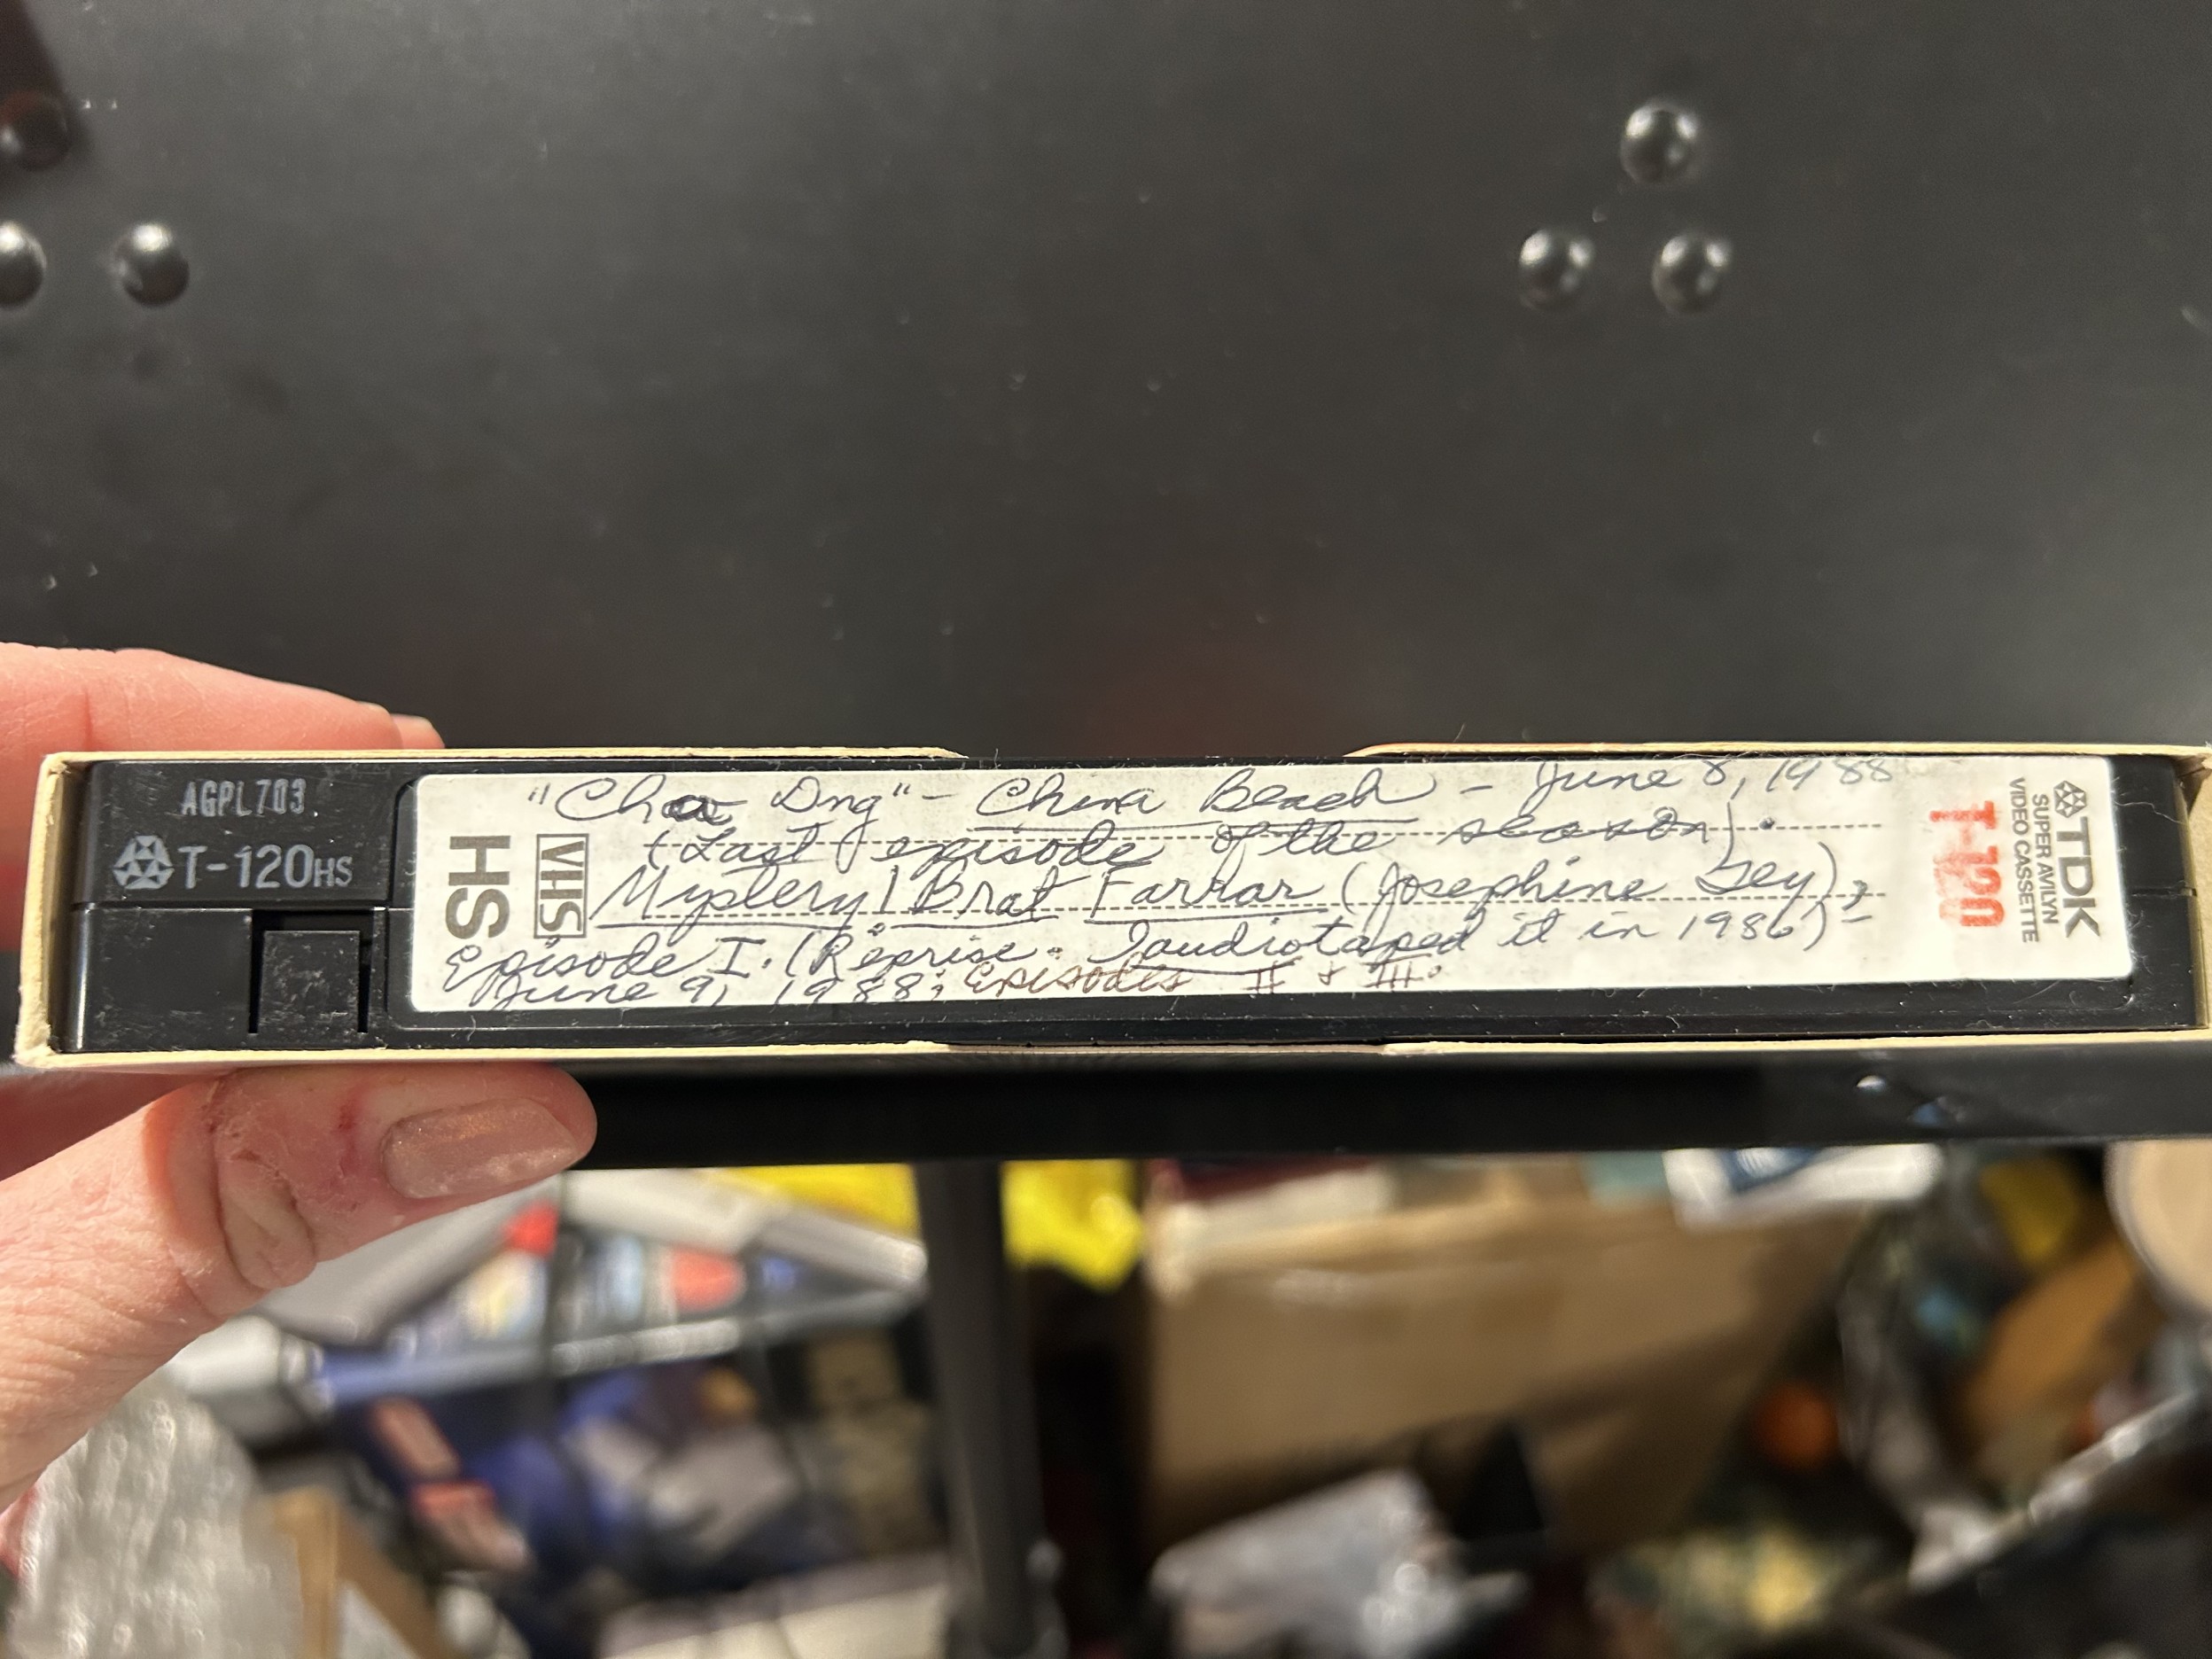 AGPL703
T-120HS
HS
VHS
"Chao Ong" - China Beach - June 8, 1988
(Last episode of the season).
Mystery! Brat Farrar (Josephine Tey),
Episode I. (Reprise. I audiotaped it in 1986) -
June 9, 1988; Episodes II & III.
T-120
TDK
SUPER AVILYN
VIDEO CASSETTE